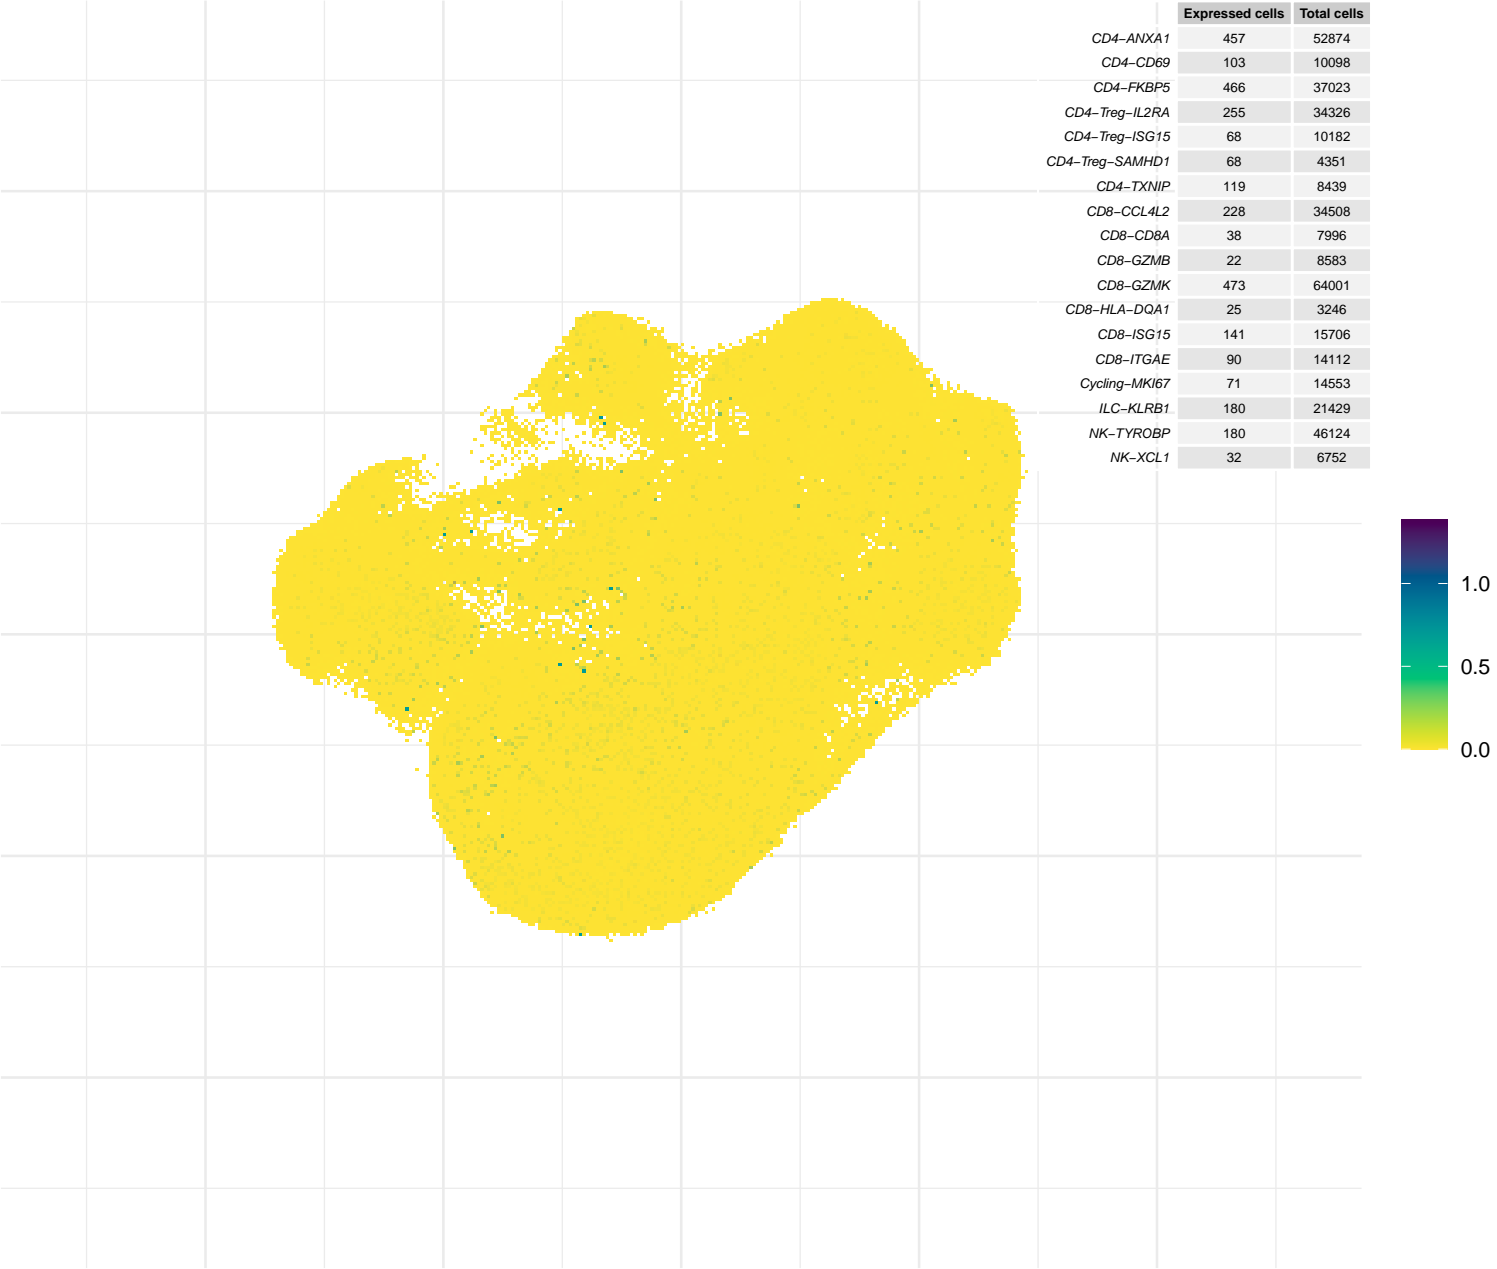 Expressed cells Total cells
CD4−ANXA1 457 52874
CD4−CD69 103 10098
CD4−FKBP5 466 37023
CD4−Treg−IL2RA 255 34326
CD4−Treg−ISG15 68 10182
CD4−Treg−SAMHD1 68 4351
CD4−TXNIP 119 8439
CD8−CCL4L2 228 34508
CD8−CD8A 38 7996
CD8−GZMB 22 8583
CD8−GZMK 473 64001
CD8−HLA−DQA1 25 3246
CD8−ISG15 141 15706
CD8−ITGAE 90 14112
Cycling−MKI67 71 14553
ILC−KLRB1 180 21429
NK−TYROBP 180 46124
NK−XCL1 32 6752
1.0
0.5
0.0